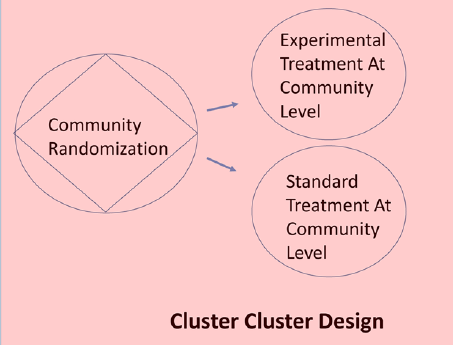 Community
Randomization
Experimental
Treatment At
Community
Level
Standard
Treatment At
Community
Level
Cluster Cluster Design